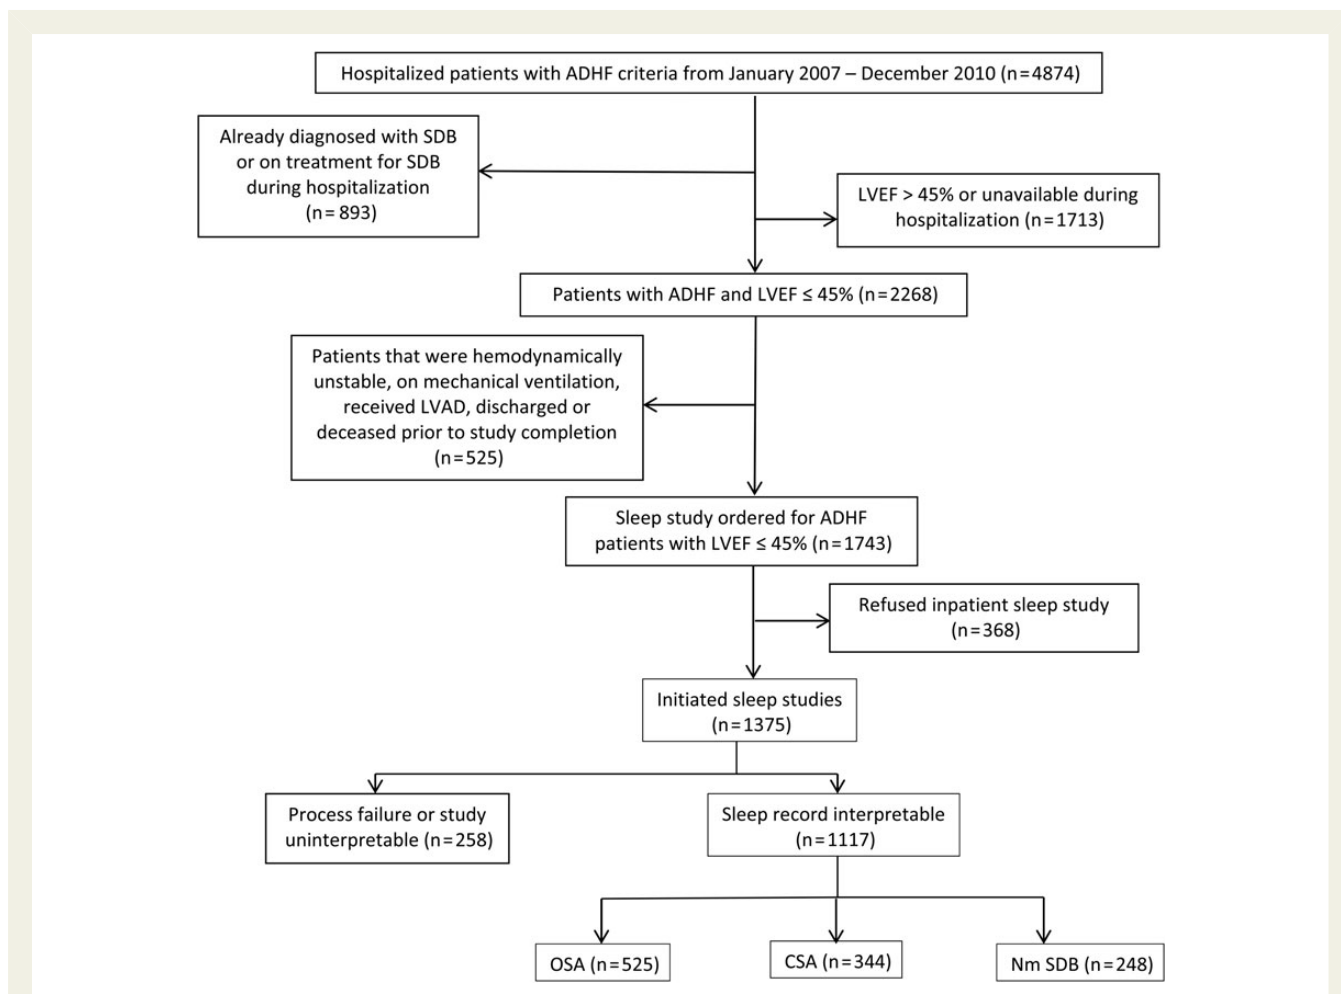 Hospitalized patients with ADHF criteria from January 2007 – December 2010 (n=4874)
Already diagnosed with SDB
or on treatment for SDB
during hospitalization
(n=893)
LVEF > 45% or unavailable during
hospitalization (n=1713)
Patients with ADHF and LVEF ≤ 45% (n=2268)
Patients that were hemodynamically
unstable, on mechanical ventilation,
received LVAD, discharged or
deceased prior to study completion
(n=525)
Sleep study ordered for ADHF
patients with LVEF ≤ 45% (n=1743)
Refused inpatient sleep study
(n=368)
Initiated sleep studies
(n=1375)
Process failure or study
uninterpretable (n=258)
Sleep record interpretable
(n=1117)
OSA (n=525)
CSA (n=344)
Nm SDB (n=248)